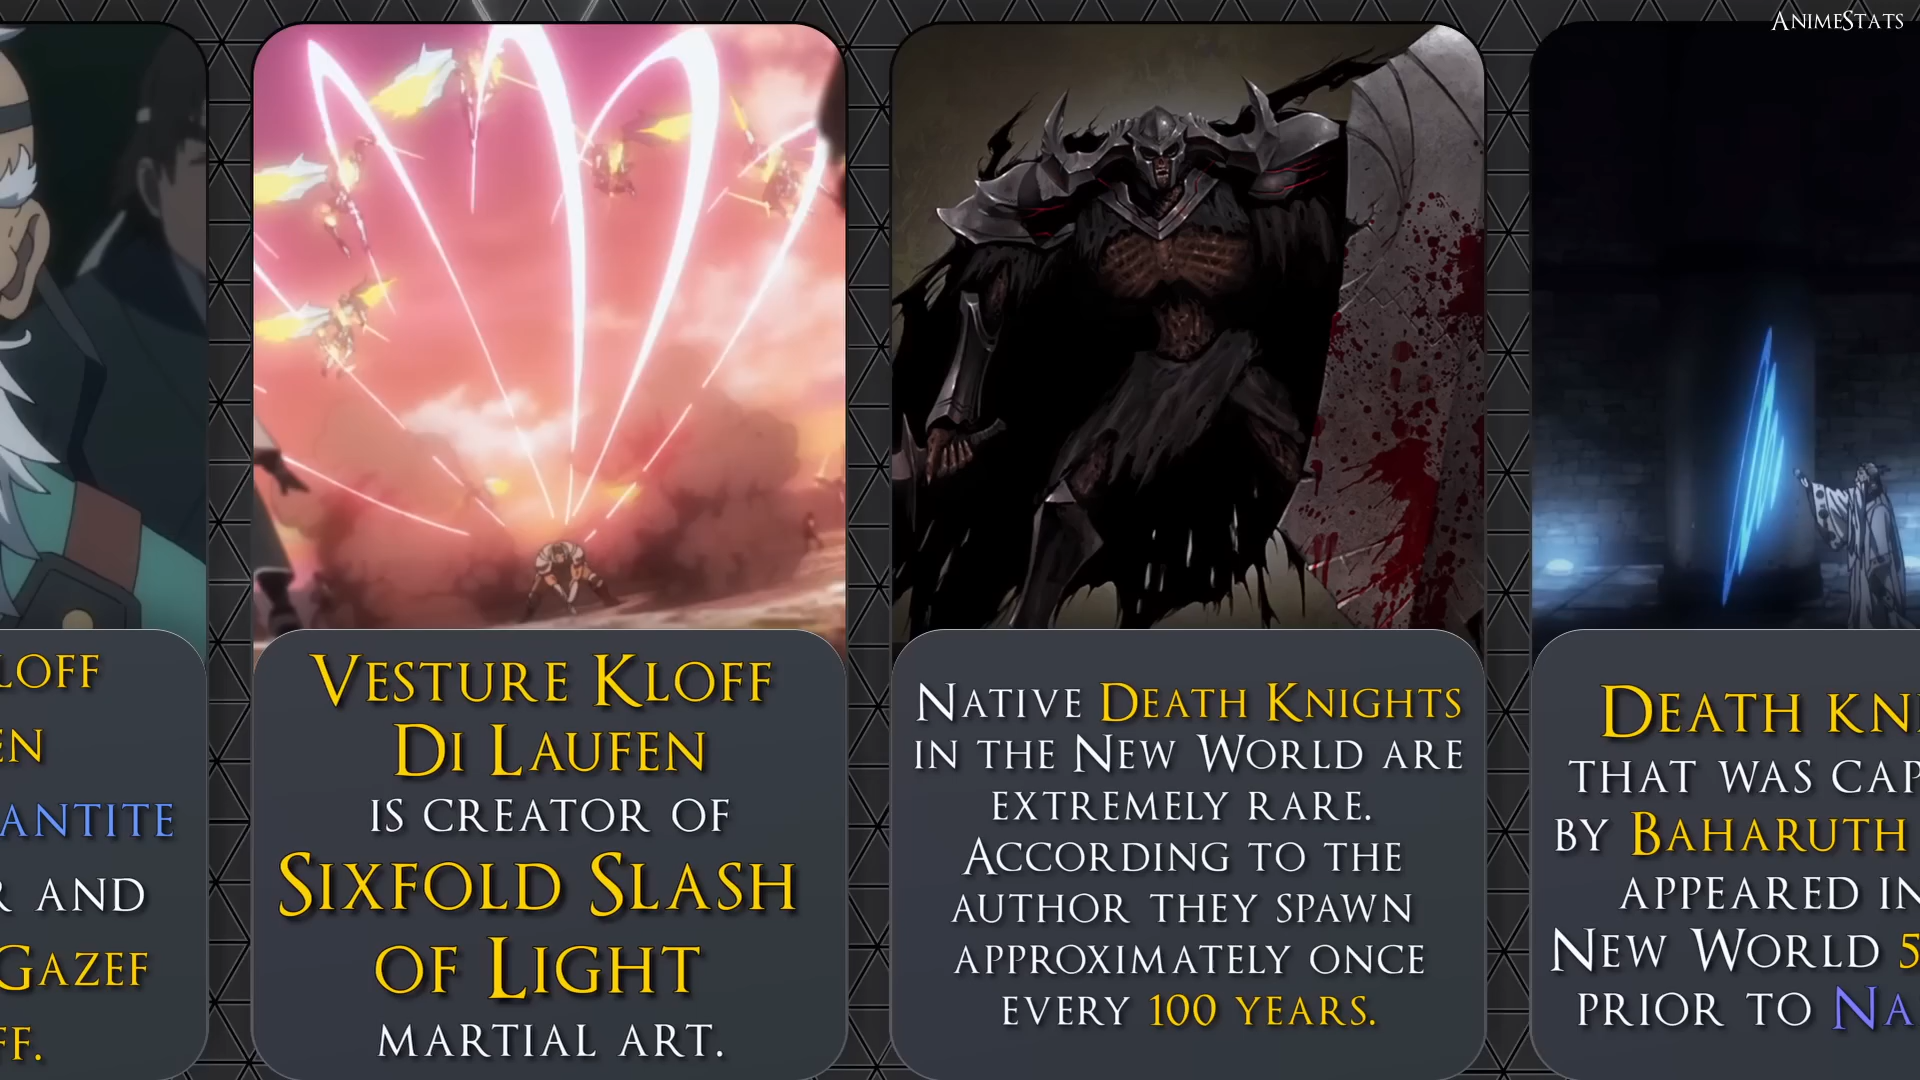 AnimeStats
LOFF
EN
ANTITE
R AND
GAZEF
FF.
VESTURE KLOFF
DI LAUFEN
IS CREATOR OF
SIXFOLD SLASH
OF LIGHT
MARTIAL ART.
NATIVE DEATH KNIGHTS
IN THE NEW WORLD ARE
EXTREMELY RARE.
ACCORDING TO THE
AUTHOR THEY SPAWN
APPROXIMATELY ONCE
EVERY 100 YEARS.
DEATH KNI
THAT WAS CAP
BY BAHARUTH
APPEARED IN
NEW WORLD 5
PRIOR TO NA